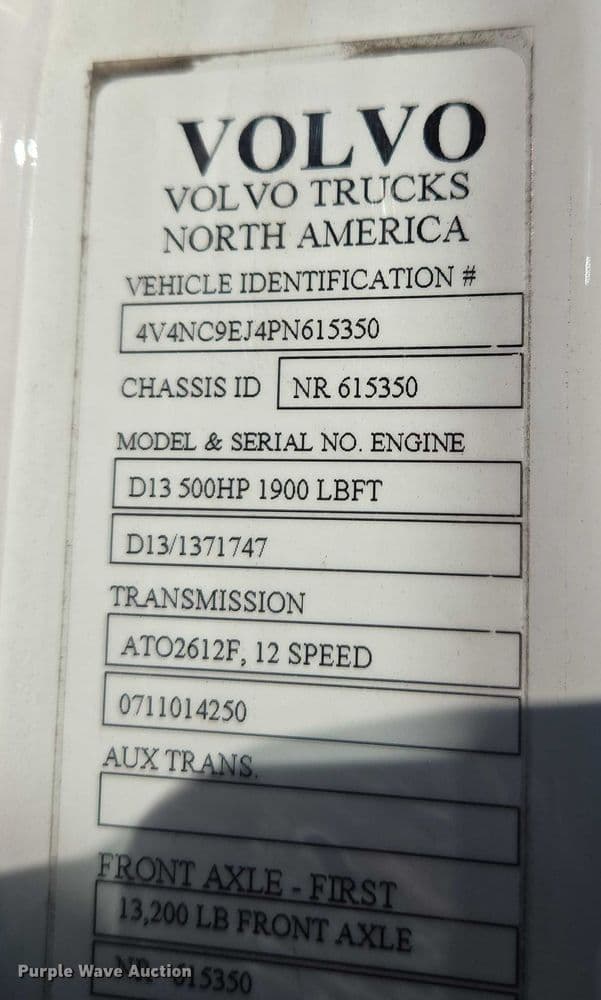 VOLVO
VOLVO TRUCKS
NORTH AMERICA
VEHICLE IDENTIFICATION #
4V4NC9EJ4PN615350
CHASSIS ID NR 615350
MODEL & SERIAL NO. ENGINE
D13 500HP 1900 LBFT
D13/1371747
TRANSMISSION
ATO2612F, 12 SPEED
0711014250
AUX TRANS.
FRONT AXLE - FIRST
13,200 LB FRONT AXLE
NR 615350
Purple Wave Auction